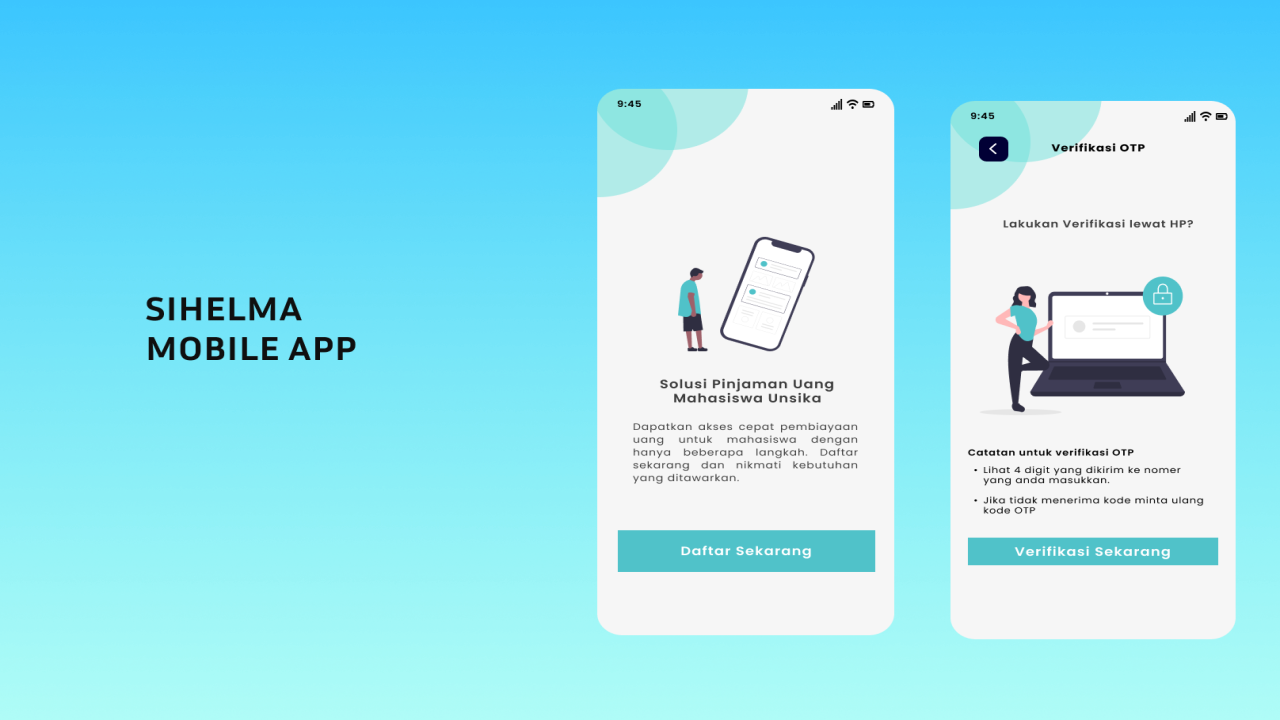 SIHELMA
MOBILE APP
9:45
Solusi Pinjaman Uang
Mahasiswa Unsika
Dapatkan akses cepat pembiayaan
uang untuk mahasiswa dengan
hanya beberapa langkah. Daftar
sekarang dan nikmati kebutuhan
yang ditawarkan.
Daftar Sekarang
9:45
Verifikasi OTP
Lakukan Verifikasi lewat HP?
Catatan untuk verifikasi OTP
• Lihat 4 digit yang dikirim ke nomer
yang anda masukkan.
• Jika tidak menerima kode minta ulang
kode OTP
Verifikasi Sekarang